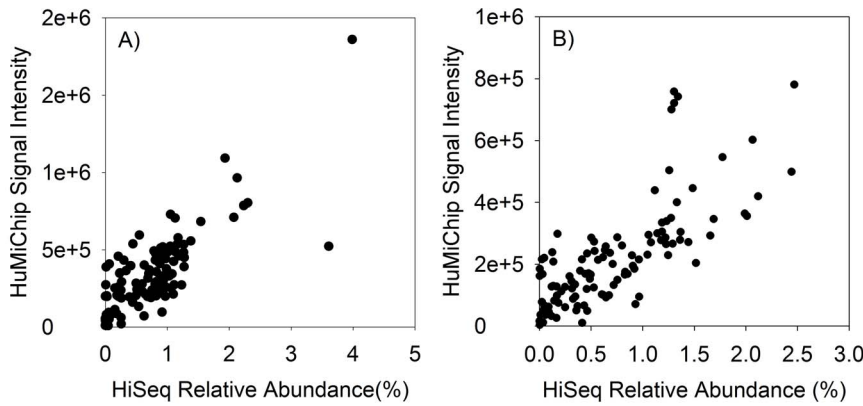 A)
HuMiChip Signal Intensity
2e+6
2e+6
1e+6
5e+5
0
0 1 2 3 4 5
HiSeq Relative Abundance(%)
B)
HuMiChip Signal Intensity
1e+6
8e+5
6e+5
4e+5
2e+5
0
0.0 0.5 1.0 1.5 2.0 2.5 3.0
HiSeq Relative Abundance (%)